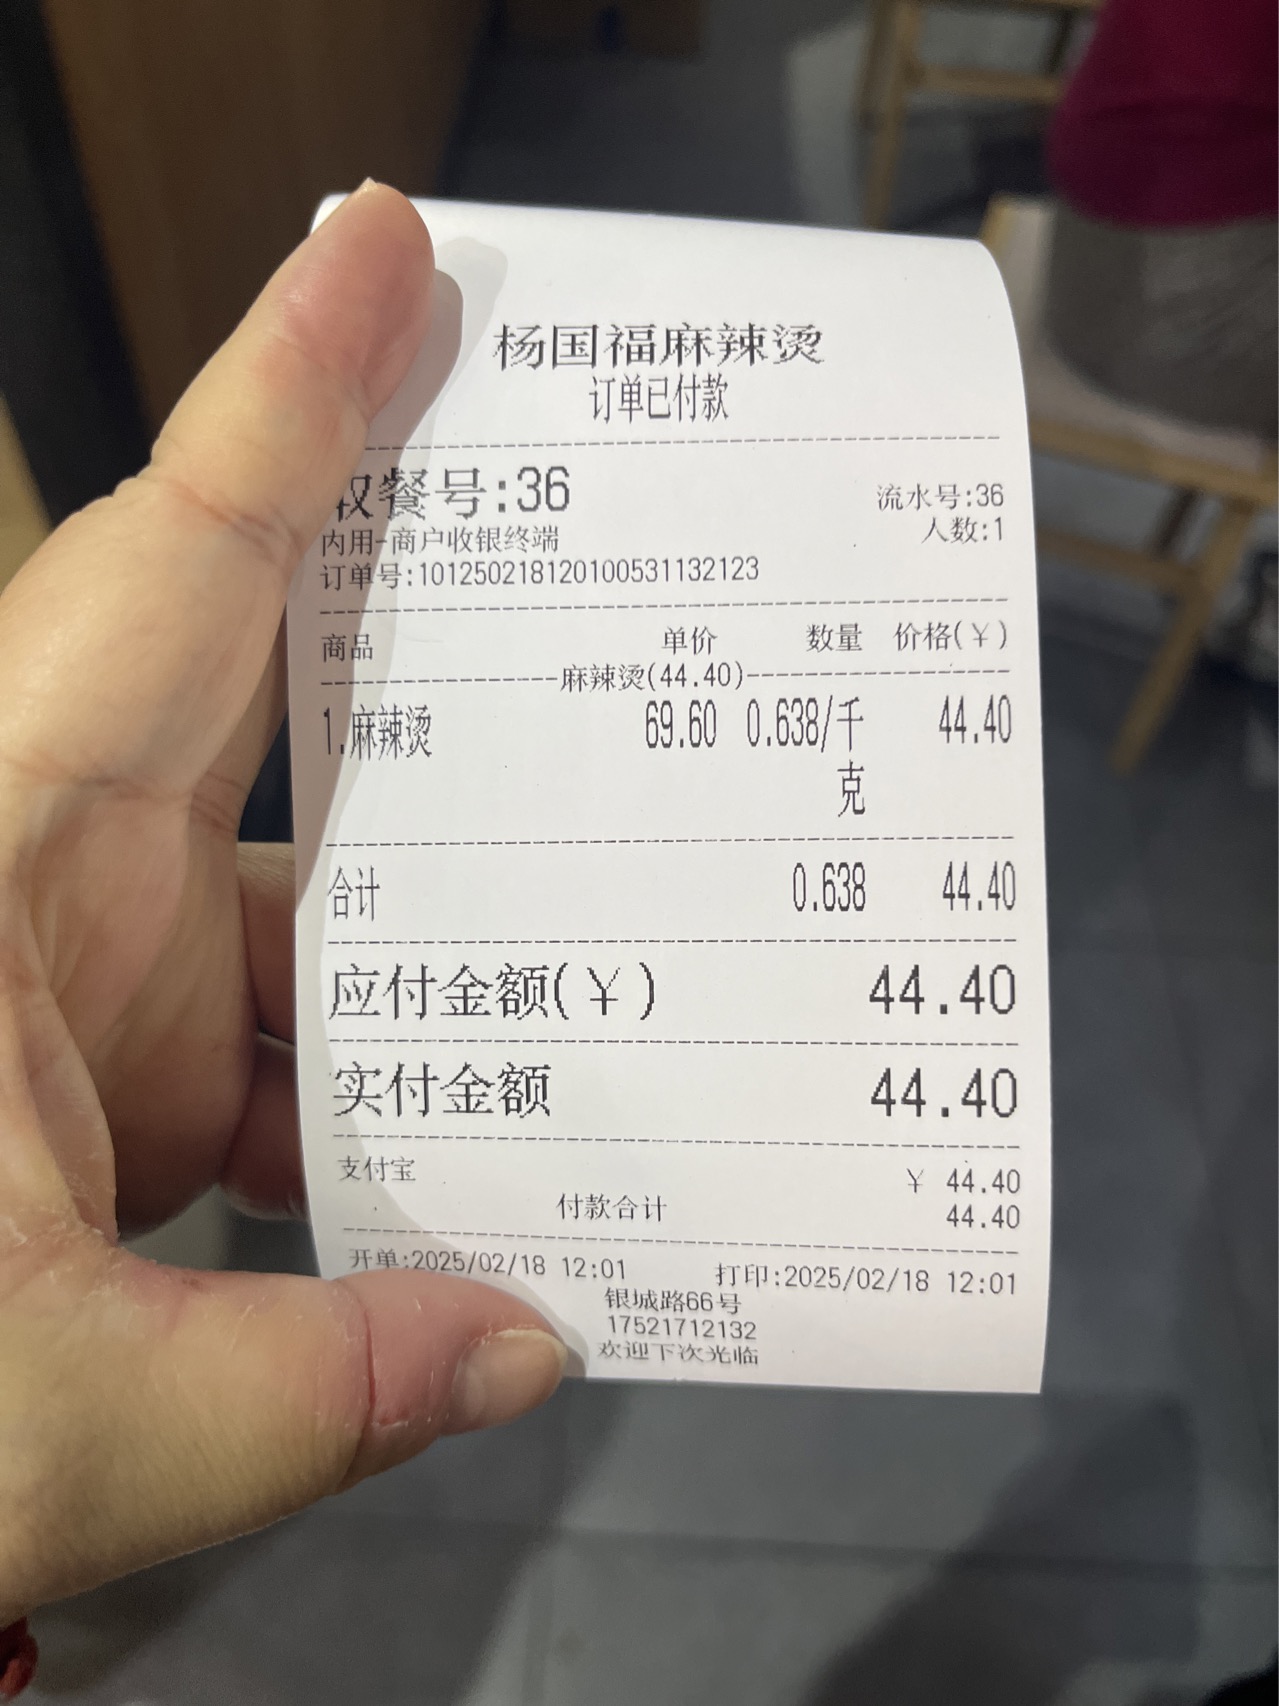 杨国福麻辣烫
订单已付款
取餐号:36
流水号:36
内用-商户收银终端
人数:1
订单号:101250218120100531132123
商品 单价 数量 价格(¥)
麻辣烫(44.40)
1.麻辣烫 69.60 0.638/千克 44.40
合计 0.638 44.40
应付金额(¥) 44.40
实付金额 44.40
支付宝 ¥ 44.40
付款合计 44.40
开单:2025/02/18 12:01 打印:2025/02/18 12:01
银城路66号
17521712132
欢迎下次光临